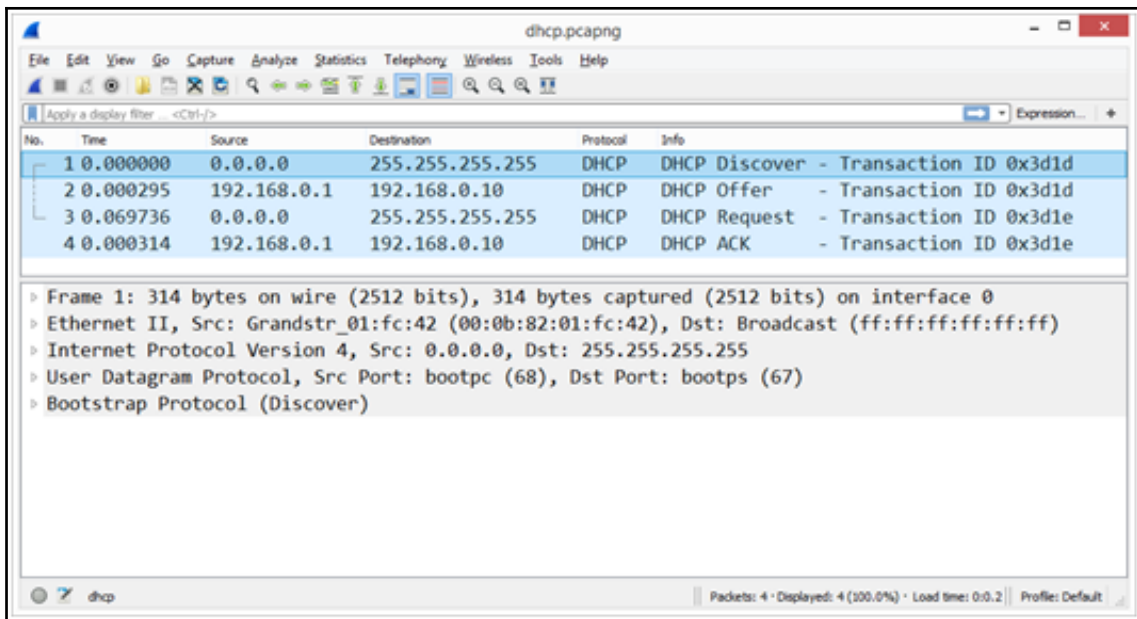 dhcp.pcapng
File Edit View Go Capture Analyze Statistics Telephony Wireless Tools Help
Apply a display filter ... <Ctrl-/> Expression... +
No. Time Source Destination Protocol Info
1 0.000000 0.0.0.0 255.255.255.255 DHCP DHCP Discover - Transaction ID 0x3d1d
2 0.000295 192.168.0.1 192.168.0.10 DHCP DHCP Offer - Transaction ID 0x3d1d
3 0.069736 0.0.0.0 255.255.255.255 DHCP DHCP Request - Transaction ID 0x3d1e
4 0.000314 192.168.0.1 192.168.0.10 DHCP DHCP ACK - Transaction ID 0x3d1e
Frame 1: 314 bytes on wire (2512 bits), 314 bytes captured (2512 bits) on interface 0
Ethernet II, Src: Grandstr_01:fc:42 (00:0b:82:01:fc:42), Dst: Broadcast (ff:ff:ff:ff:ff:ff)
Internet Protocol Version 4, Src: 0.0.0.0, Dst: 255.255.255.255
User Datagram Protocol, Src Port: bootpc (68), Dst Port: bootps (67)
Bootstrap Protocol (Discover)
dhcp Packets: 4 · Displayed: 4 (100.0%) · Load time: 0:0.2 Profile: Default